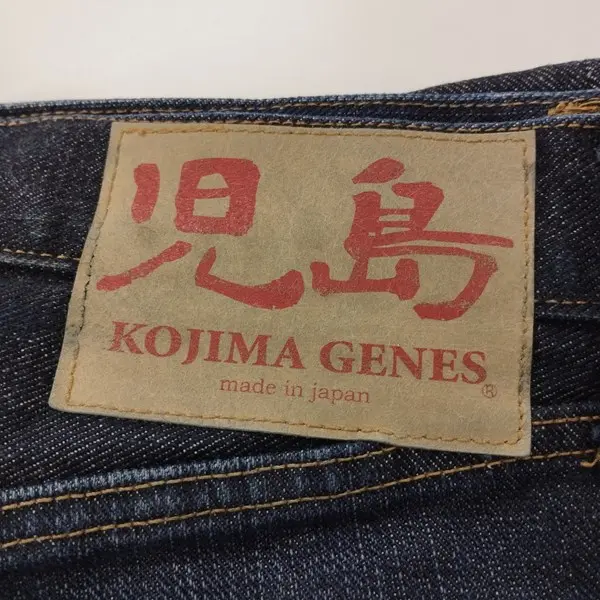 児島
KOJIMA GENES
®
made in japan